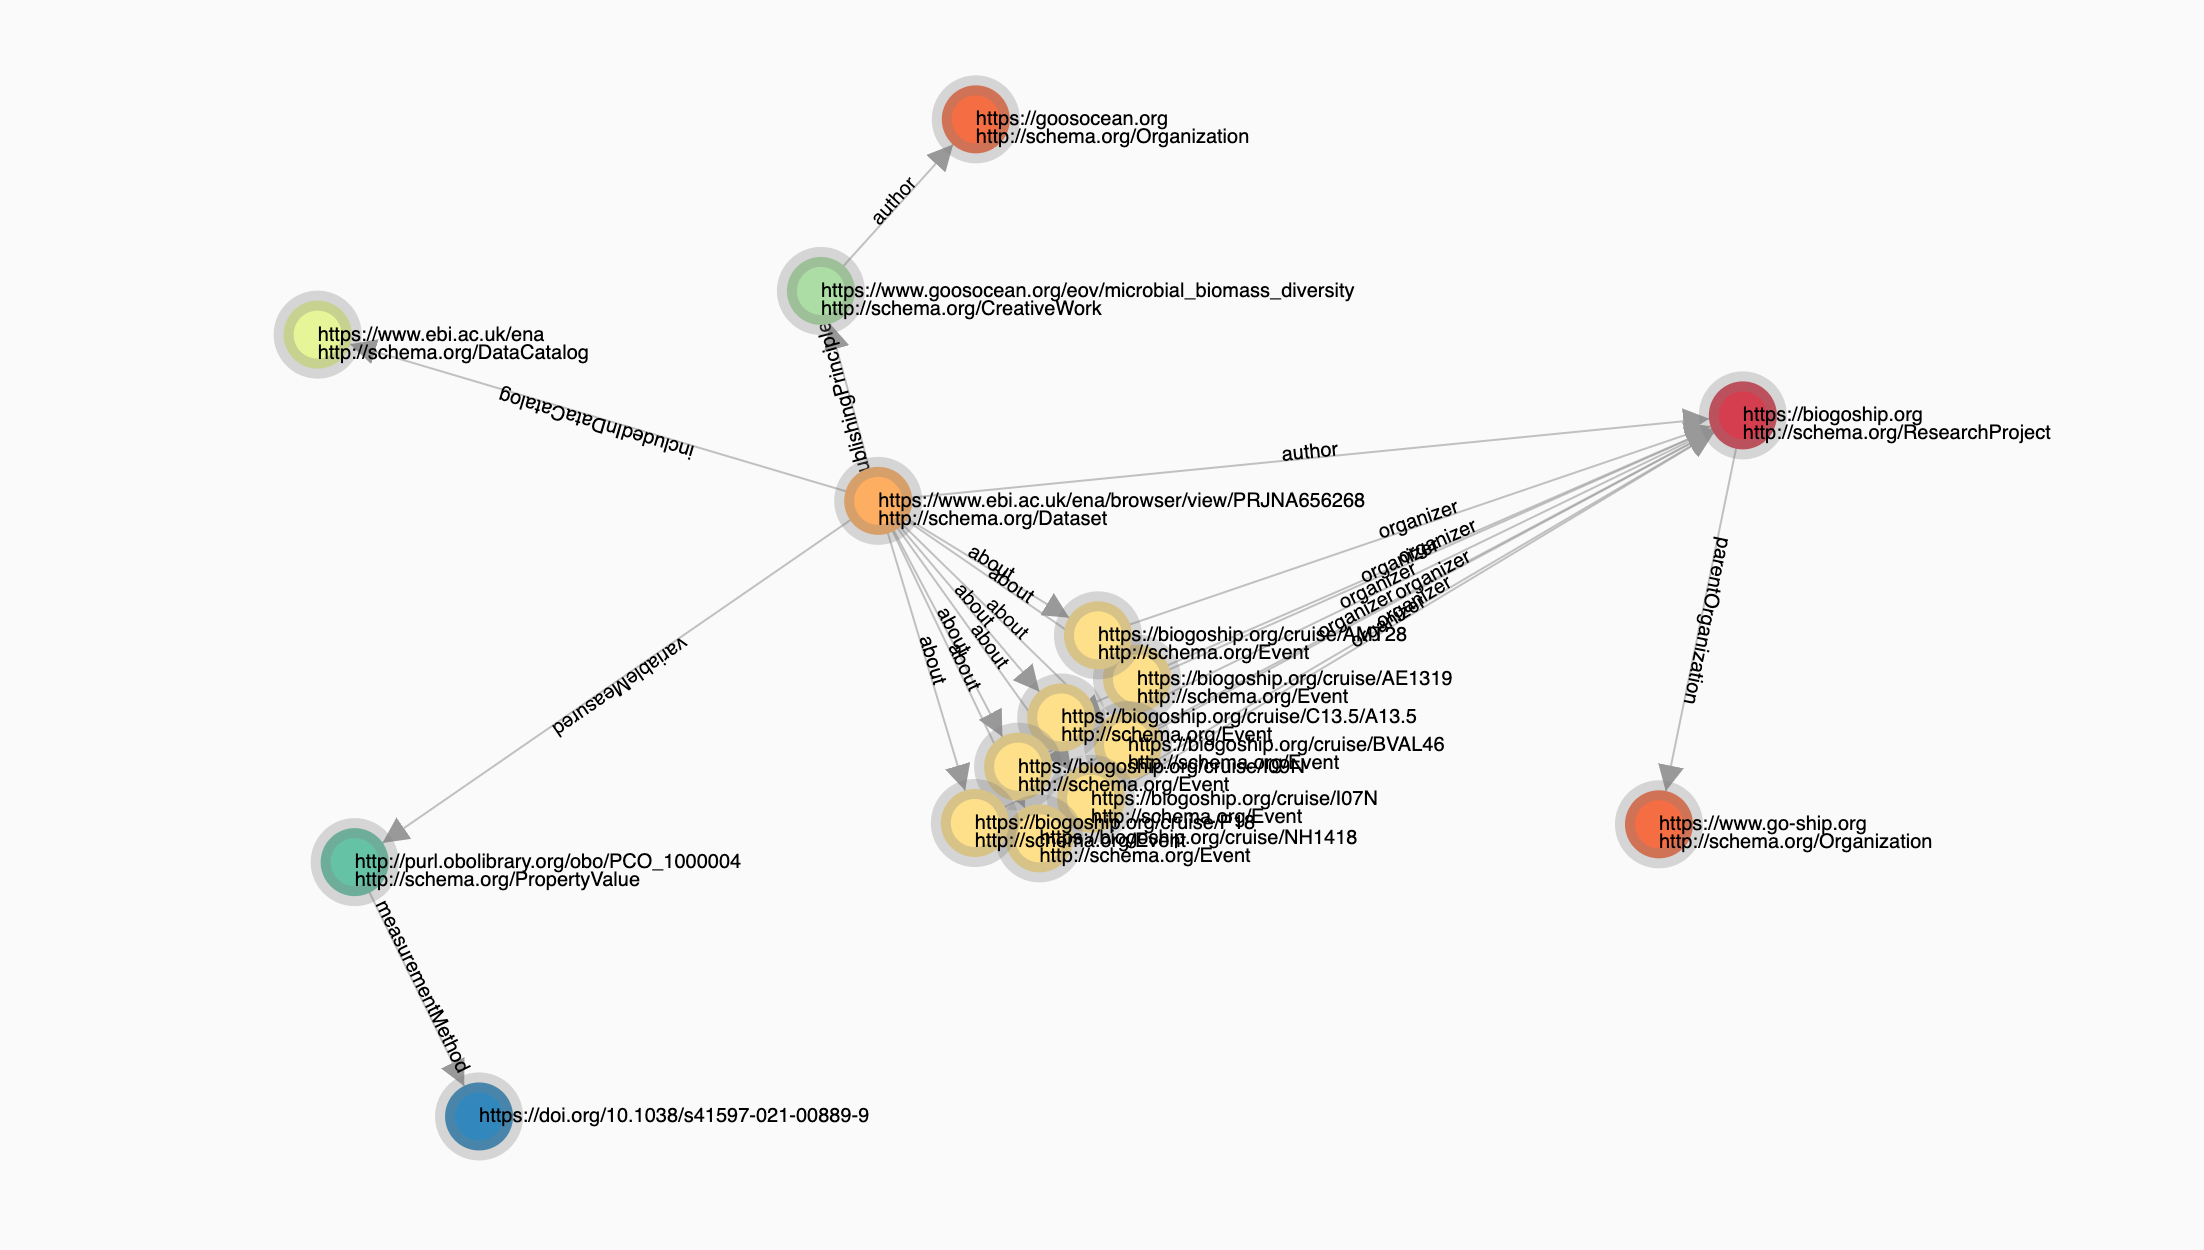 https://goosocean.org
http://schema.org/Organization
author
https://www.goosocean.org/eov/microbial_biomass_diversity
http://schema.org/CreativeWork
https://www.ebi.ac.uk/ena
http://schema.org/DataCatalog
ublishingPrinciple
includedInDataCatalog
https://biogoship.org
http://schema.org/ResearchProject
author
https://www.ebi.ac.uk/ena/browser/view/PRJNA656268
http://schema.org/Dataset
organizer
organizer
organizer
organizer
organizer
organizer
organizer
organizer
about
about
about
about
about
about
about
about
parentOrganization
variableMeasured
https://biogoship.org/cruise/AMT28
http://schema.org/Event
https://biogoship.org/cruise/AE1319
http://schema.org/Event
https://biogoship.org/cruise/C13.5/A13.5
http://schema.org/Event
https://biogoship.org/cruise/BVAL46
http://schema.org/Event
https://biogoship.org/cruise/I09N
http://schema.org/Event
https://biogoship.org/cruise/I07N
http://schema.org/Event
https://biogoship.org/cruise/P18
http://schema.org/Event
https://biogoship.org/cruise/NH1418
http://schema.org/Event
https://www.go-ship.org
http://schema.org/Organization
http://purl.obolibrary.org/obo/PCO_1000004
http://schema.org/PropertyValue
measurementMethod
https://doi.org/10.1038/s41597-021-00889-9